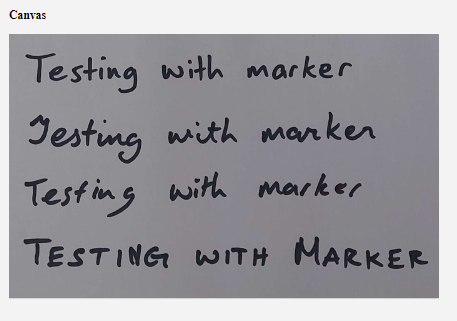 Canvas
Testing with marker
Testing with marker
Testing with marker
TESTING WITH MARKER